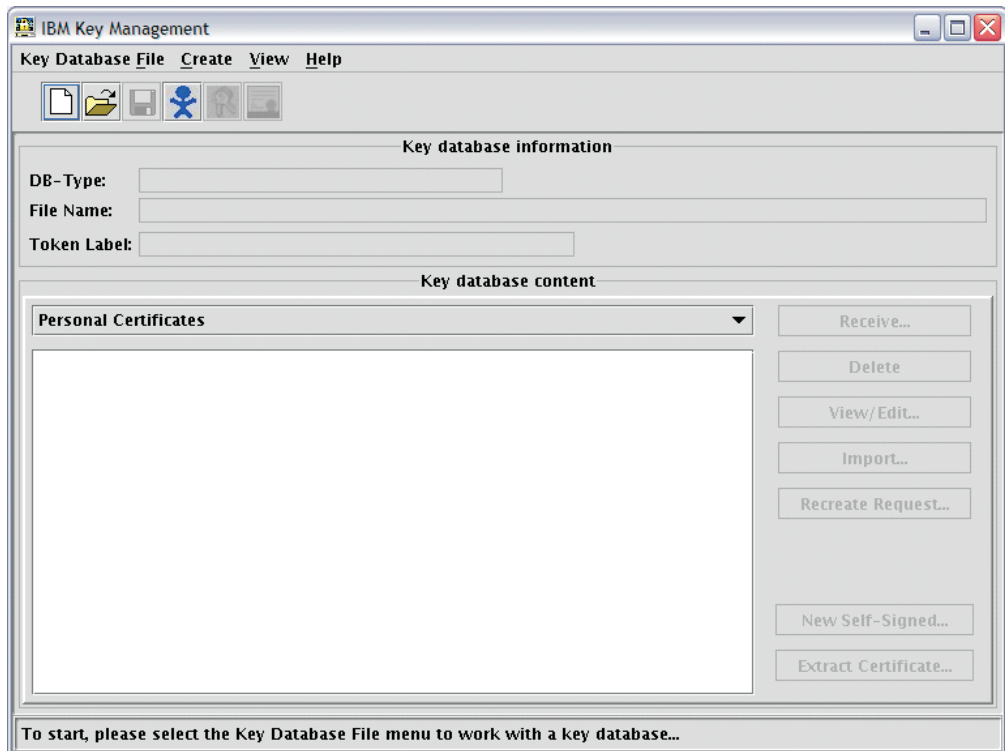 IBM Key Management
Key Database File Create View Help
Key database information
DB-Type:
File Name:
Token Label:
Key database content
Personal Certificates
Receive...
Delete
View/Edit...
Import...
Recreate Request...
New Self-Signed...
Extract Certificate...
To start, please select the Key Database File menu to work with a key database...